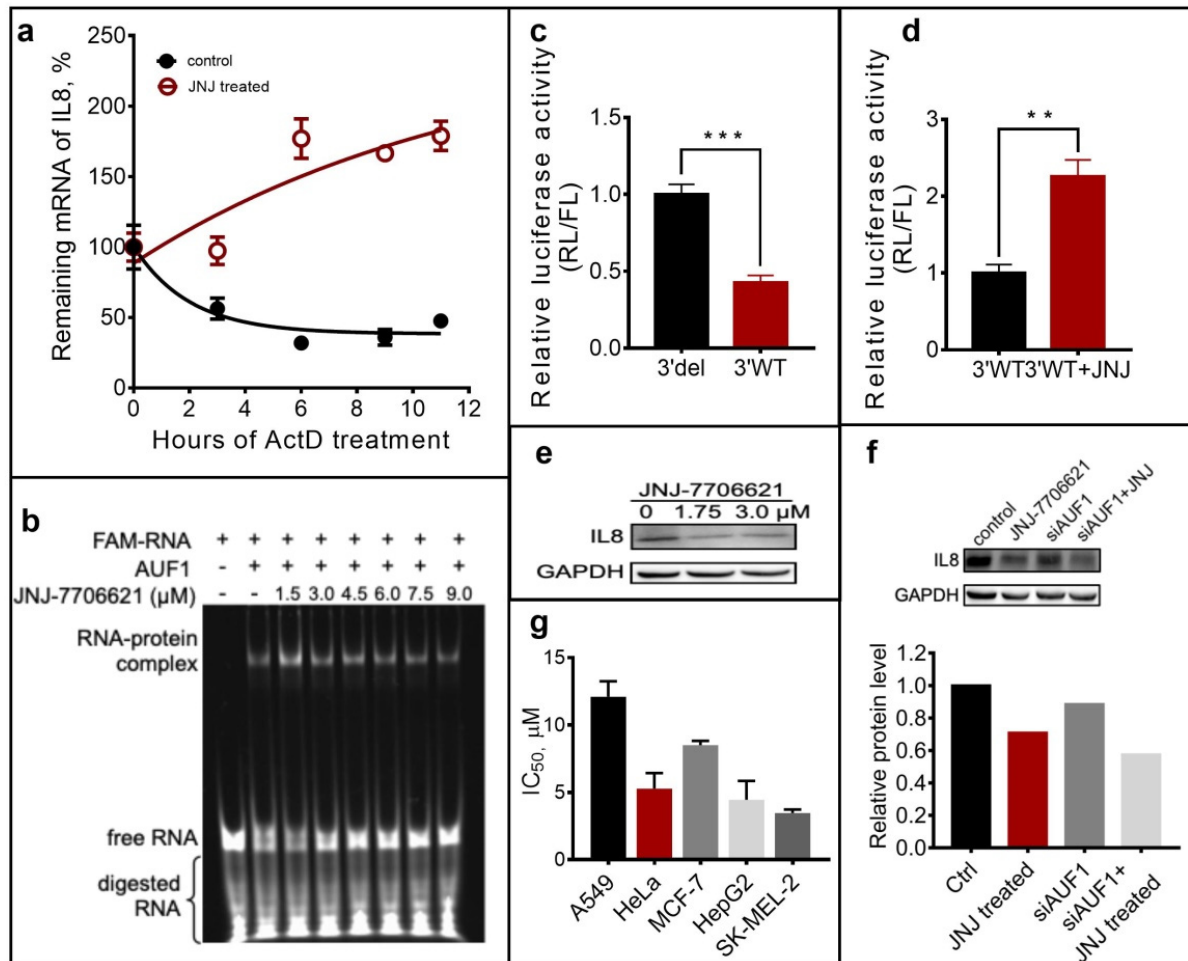 a
Remaining mRNA of IL8, %
250
200
150
100
50
0
control
JNJ treated
0 2 4 6 8 10 12
Hours of ActD treatment
b
FAM-RNA + + + + + + + +
AUF1 - + + + + + + +
JNJ-7706621 (µM) - - 1.5 3.0 4.5 6.0 7.5 9.0
RNA-protein
complex
free RNA
digested
RNA
c
Relative luciferase activity
(RL/FL)
1.5
1.0
0.5
0.0
***
3'del 3'WT
d
Relative luciferase activity
(RL/FL)
3
2
1
0
**
3'WT 3'WT+JNJ
e
JNJ-7706621
0 1.75 3.0 µM
IL8
GAPDH
f
control
JNJ-7706621
siAUF1
siAUF1+JNJ
IL8
GAPDH
Relative protein level
1.2
1.0
0.8
0.6
0.4
0.2
0.0
Ctrl
JNJ treated
siAUF1
siAUF1+
JNJ treated
g
IC50, µM
15
10
5
0
A549
HeLa
MCF-7
HepG2
SK-MEL-2